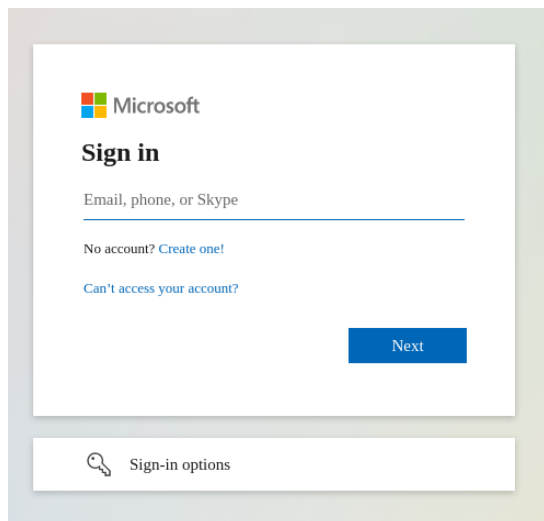 Microsoft
Sign in
Email, phone, or Skype
No account? Create one!
Can’t access your account?
Next
Sign-in options